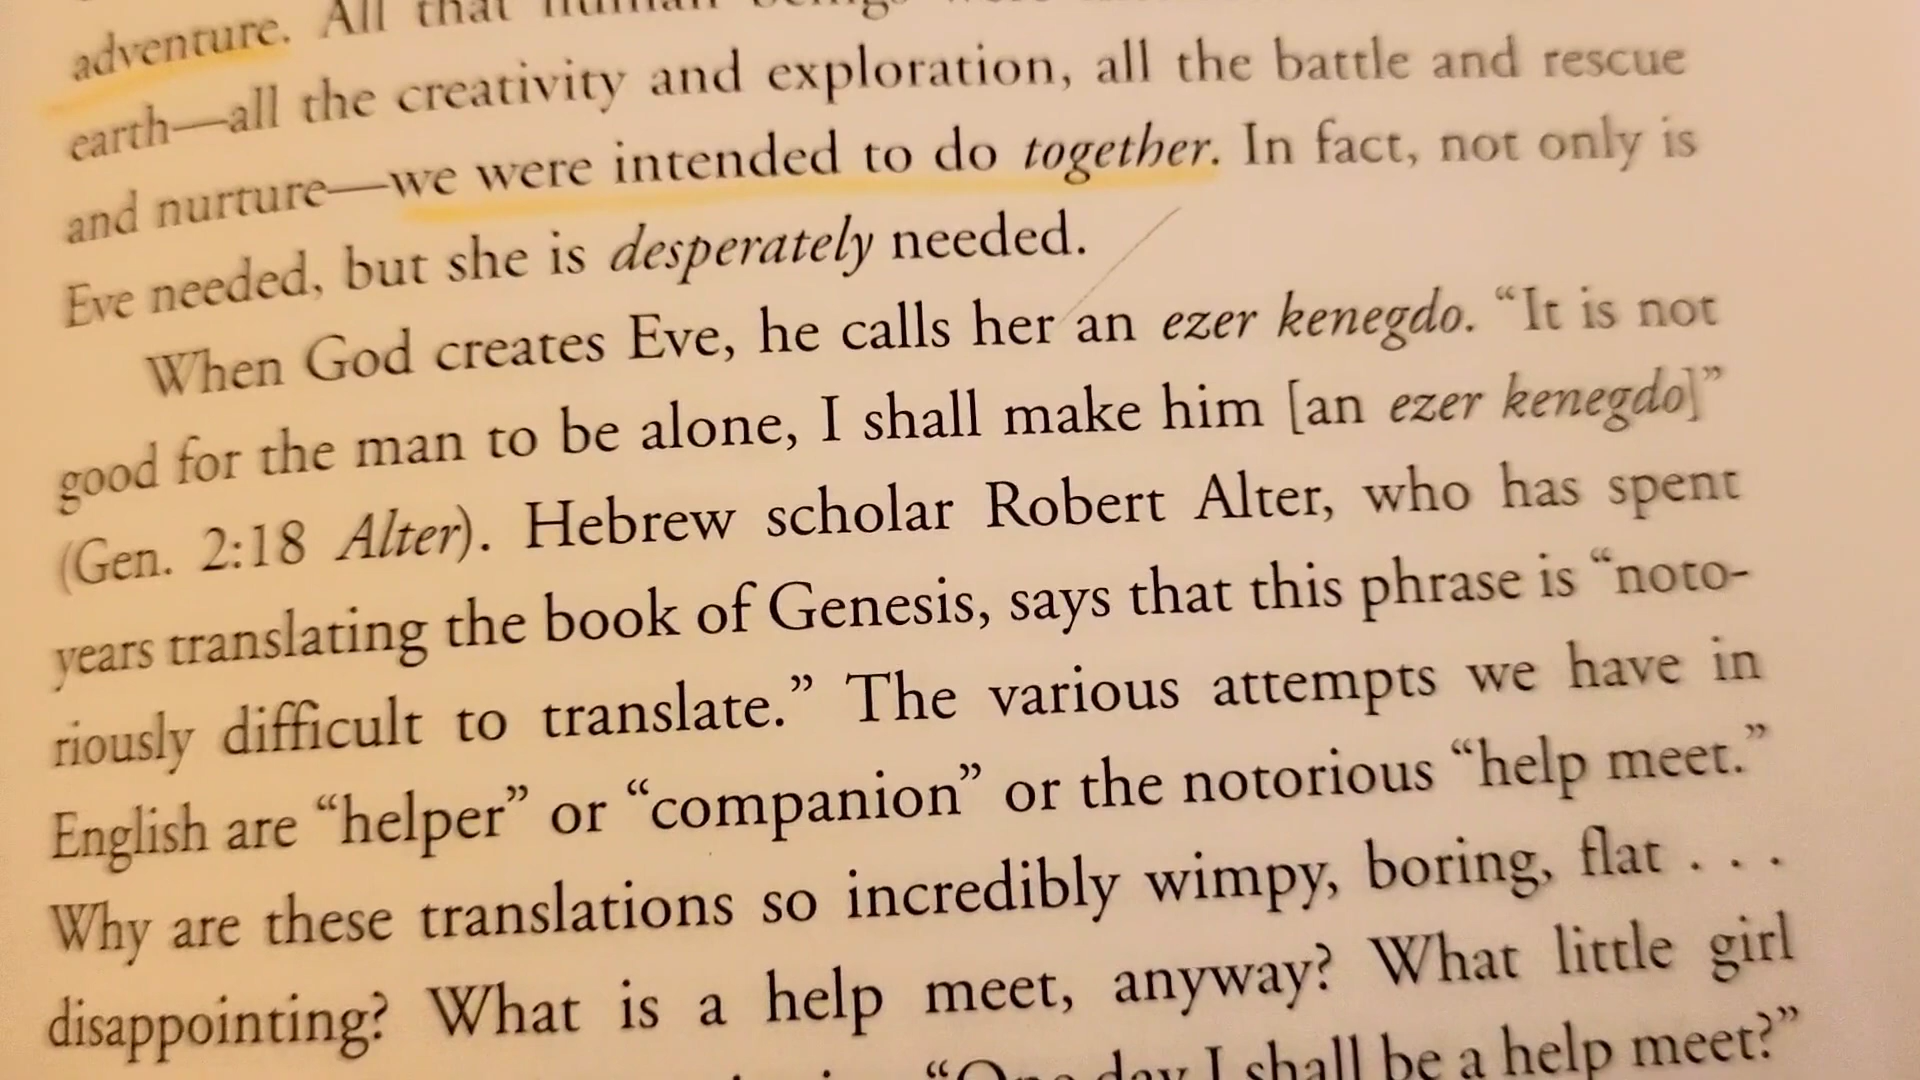 adventure. All that human beings were
earth—all the creativity and exploration, all the battle and rescue
and nurture—we were intended to do together. In fact, not only is
Eve needed, but she is desperately needed.
When God creates Eve, he calls her an ezer kenegdo. “It is not
good for the man to be alone, I shall make him [an ezer kenegdo]”
(Gen. 2:18 Alter). Hebrew scholar Robert Alter, who has spent
years translating the book of Genesis, says that this phrase is “noto-
riously difficult to translate.” The various attempts we have in
English are “helper” or “companion” or the notorious “help meet.”
Why are these translations so incredibly wimpy, boring, flat . . .
disappointing? What is a help meet, anyway? What little girl
“One day I shall be a help meet?”